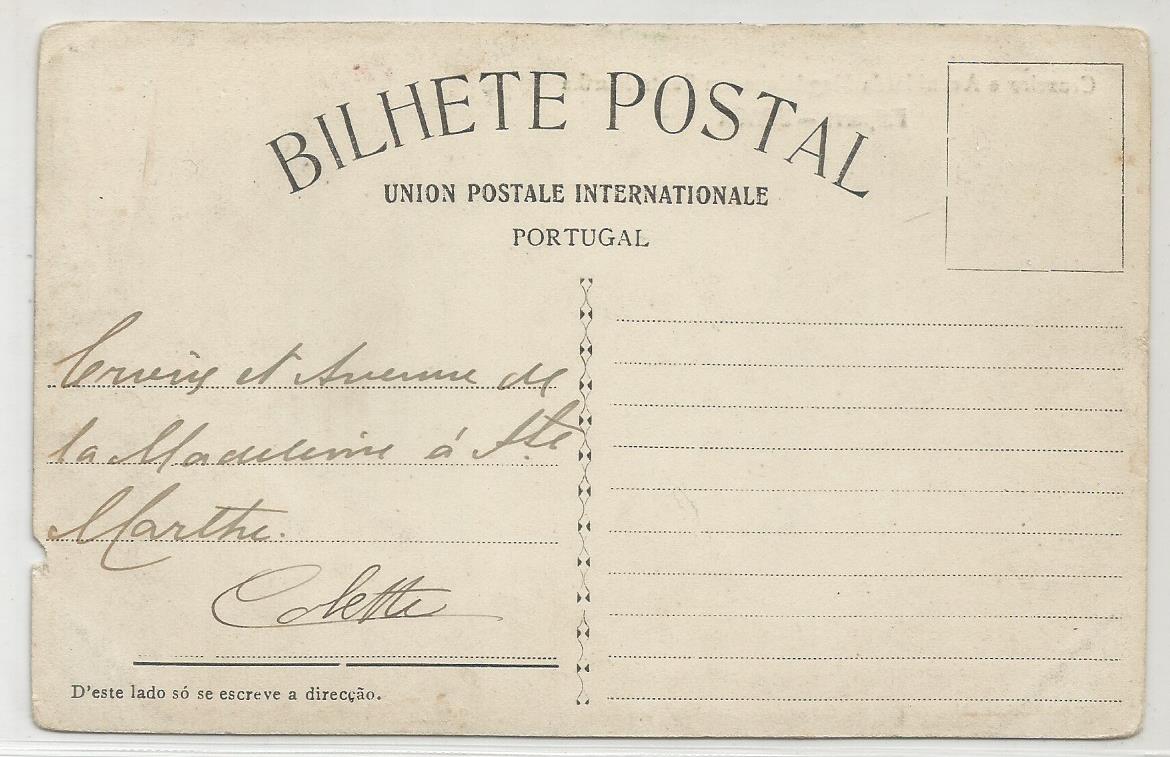 BILHETE POSTAL
UNION POSTALE INTERNATIONALE
PORTUGAL
et Avenue de
la Madeleine á Ste
Marthe.
Colette
D'este lado só se escreve a direcção.